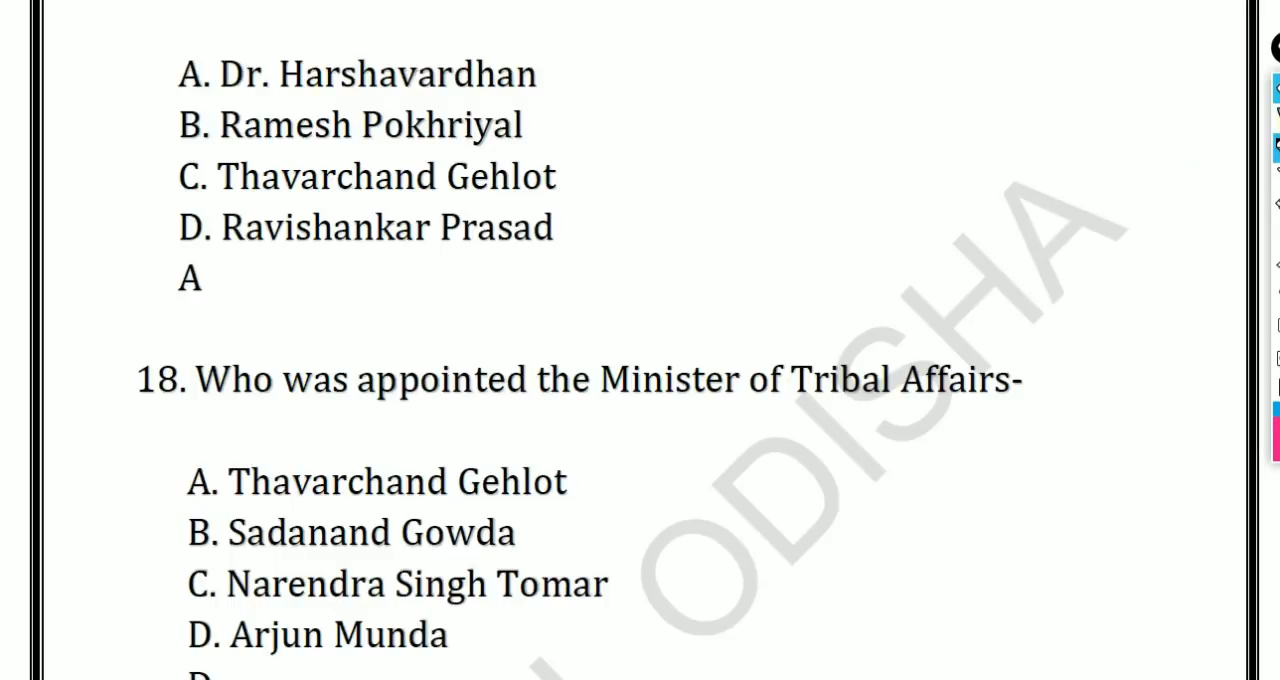 A. Dr. Harshavardhan
B. Ramesh Pokhriyal
C. Thavarchand Gehlot
D. Ravishankar Prasad
A
18. Who was appointed the Minister of Tribal Affairs-
A. Thavarchand Gehlot
B. Sadanand Gowda
C. Narendra Singh Tomar
D. Arjun Munda
D
ODISHA